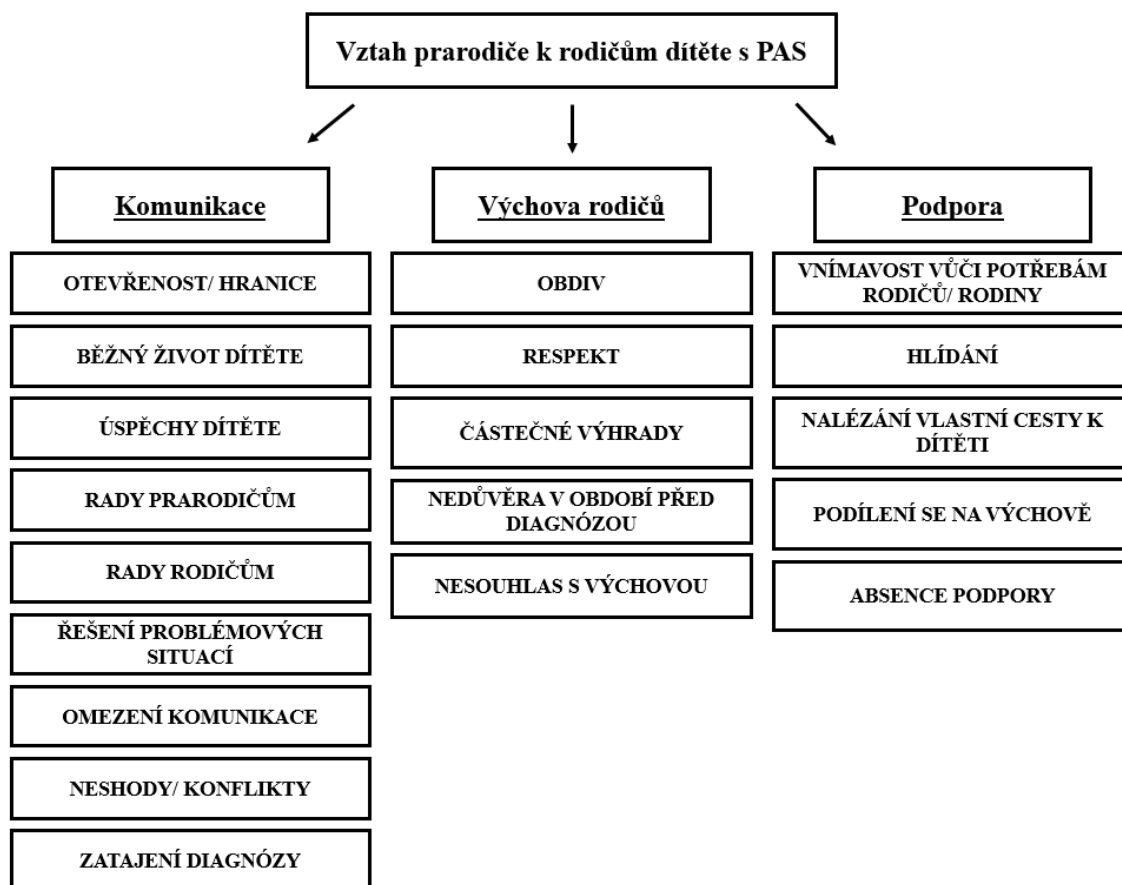 Vztah prarodiče k rodičům dítěte s PAS
Komunikace
OTEVŘENOST/ HRANICE
BĚŽNÝ ŽIVOT DÍTĚTE
ÚSPĚCHY DÍTĚTE
RADY PRARODIČŮM
RADY RODIČŮM
ŘEŠENÍ PROBLÉMOVÝCH
SITUACÍ
OMEZENÍ KOMUNIKACE
NESHODY/ KONFLIKTY
ZATAJENÍ DIAGNÓZY
Výchova rodičů
OBDIV
RESPEKT
ČÁSTEČNÉ VÝHRADY
NEDŮVĚRA V OBDOBÍ PŘED
DIAGNÓZOU
NESOUHLAS S VÝCHOVOU
Podpora
VNÍMAVOST VŮČI POTŘEBÁM
RODIČŮ/ RODINY
HLÍDÁNÍ
NALÉZÁNÍ VLASTNÍ CESTY K
DÍTĚTI
PODÍLENÍ SE NA VÝCHOVĚ
ABSENCE PODPORY